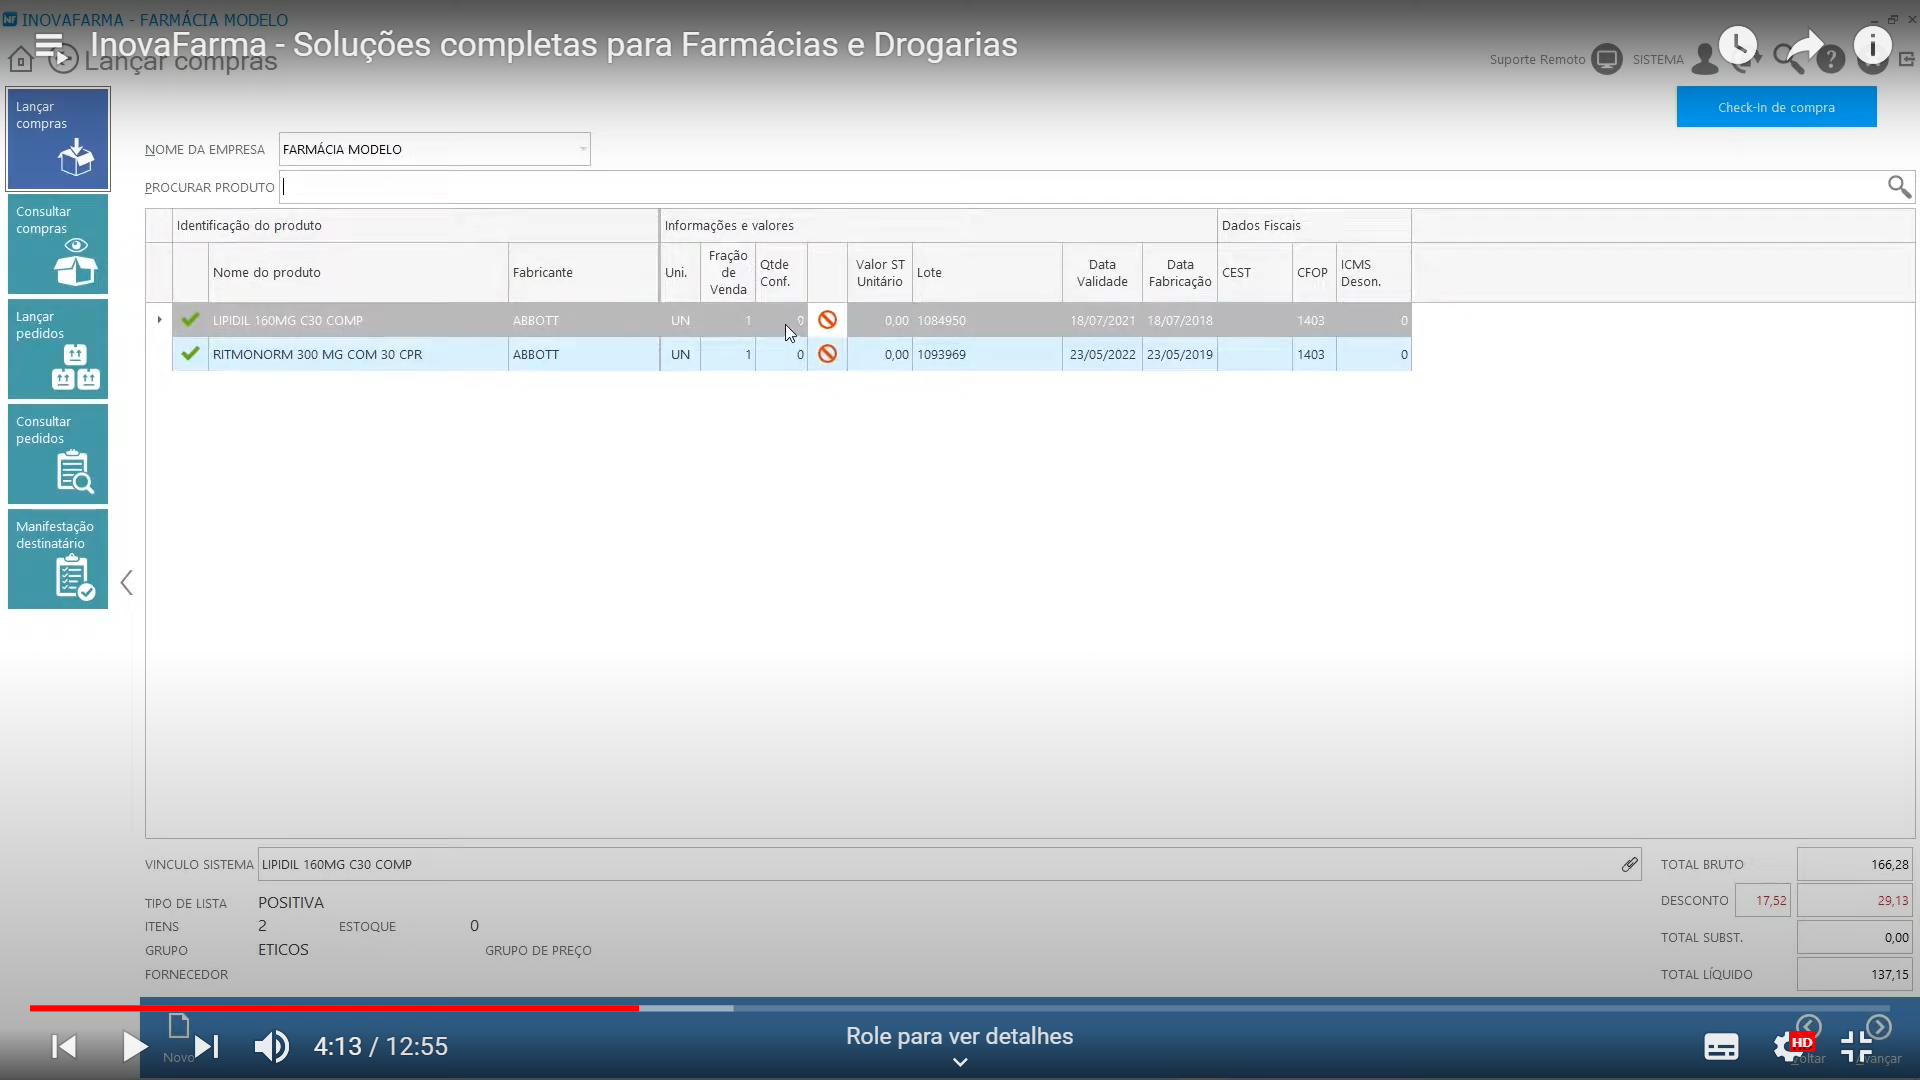 INOVAFARMA - FARMÁCIA MODELO
InovaFarma - Soluções completas para Farmácias e Drogarias
Lançar compras
Suporte Remoto
SISTEMA
Lançar
compras
Check-In de compra
NOME DA EMPRESA FARMÁCIA MODELO
PROCURAR PRODUTO
Consultar
compras
Lançar
pedidos
Consultar
pedidos
Manifestação
destinatário
Identificação do produto Informações e valores Dados Fiscais
Nome do produto Fabricante Uni. Fração de Venda Qtde Conf. Valor ST Unitário Lote Data Validade Data Fabricação CEST CFOP ICMS Deson.
LIPIDIL 160MG C30 COMP ABBOTT UN 1 0 0,00 1084950 18/07/2021 18/07/2018 1403 0
RITMONORM 300 MG COM 30 CPR ABBOTT UN 1 0 0,00 1093969 23/05/2022 23/05/2019 1403 0
VINCULO SISTEMA LIPIDIL 160MG C30 COMP
TIPO DE LISTA POSITIVA
ITENS 2 ESTOQUE 0
GRUPO ETICOS GRUPO DE PREÇO
FORNECEDOR
TOTAL BRUTO 166,28
DESCONTO 17,52 29,13
TOTAL SUBST. 0,00
TOTAL LÍQUIDO 137,15
Novo
4:13 / 12:55
Role para ver detalhes
HD
Voltar
Avançar